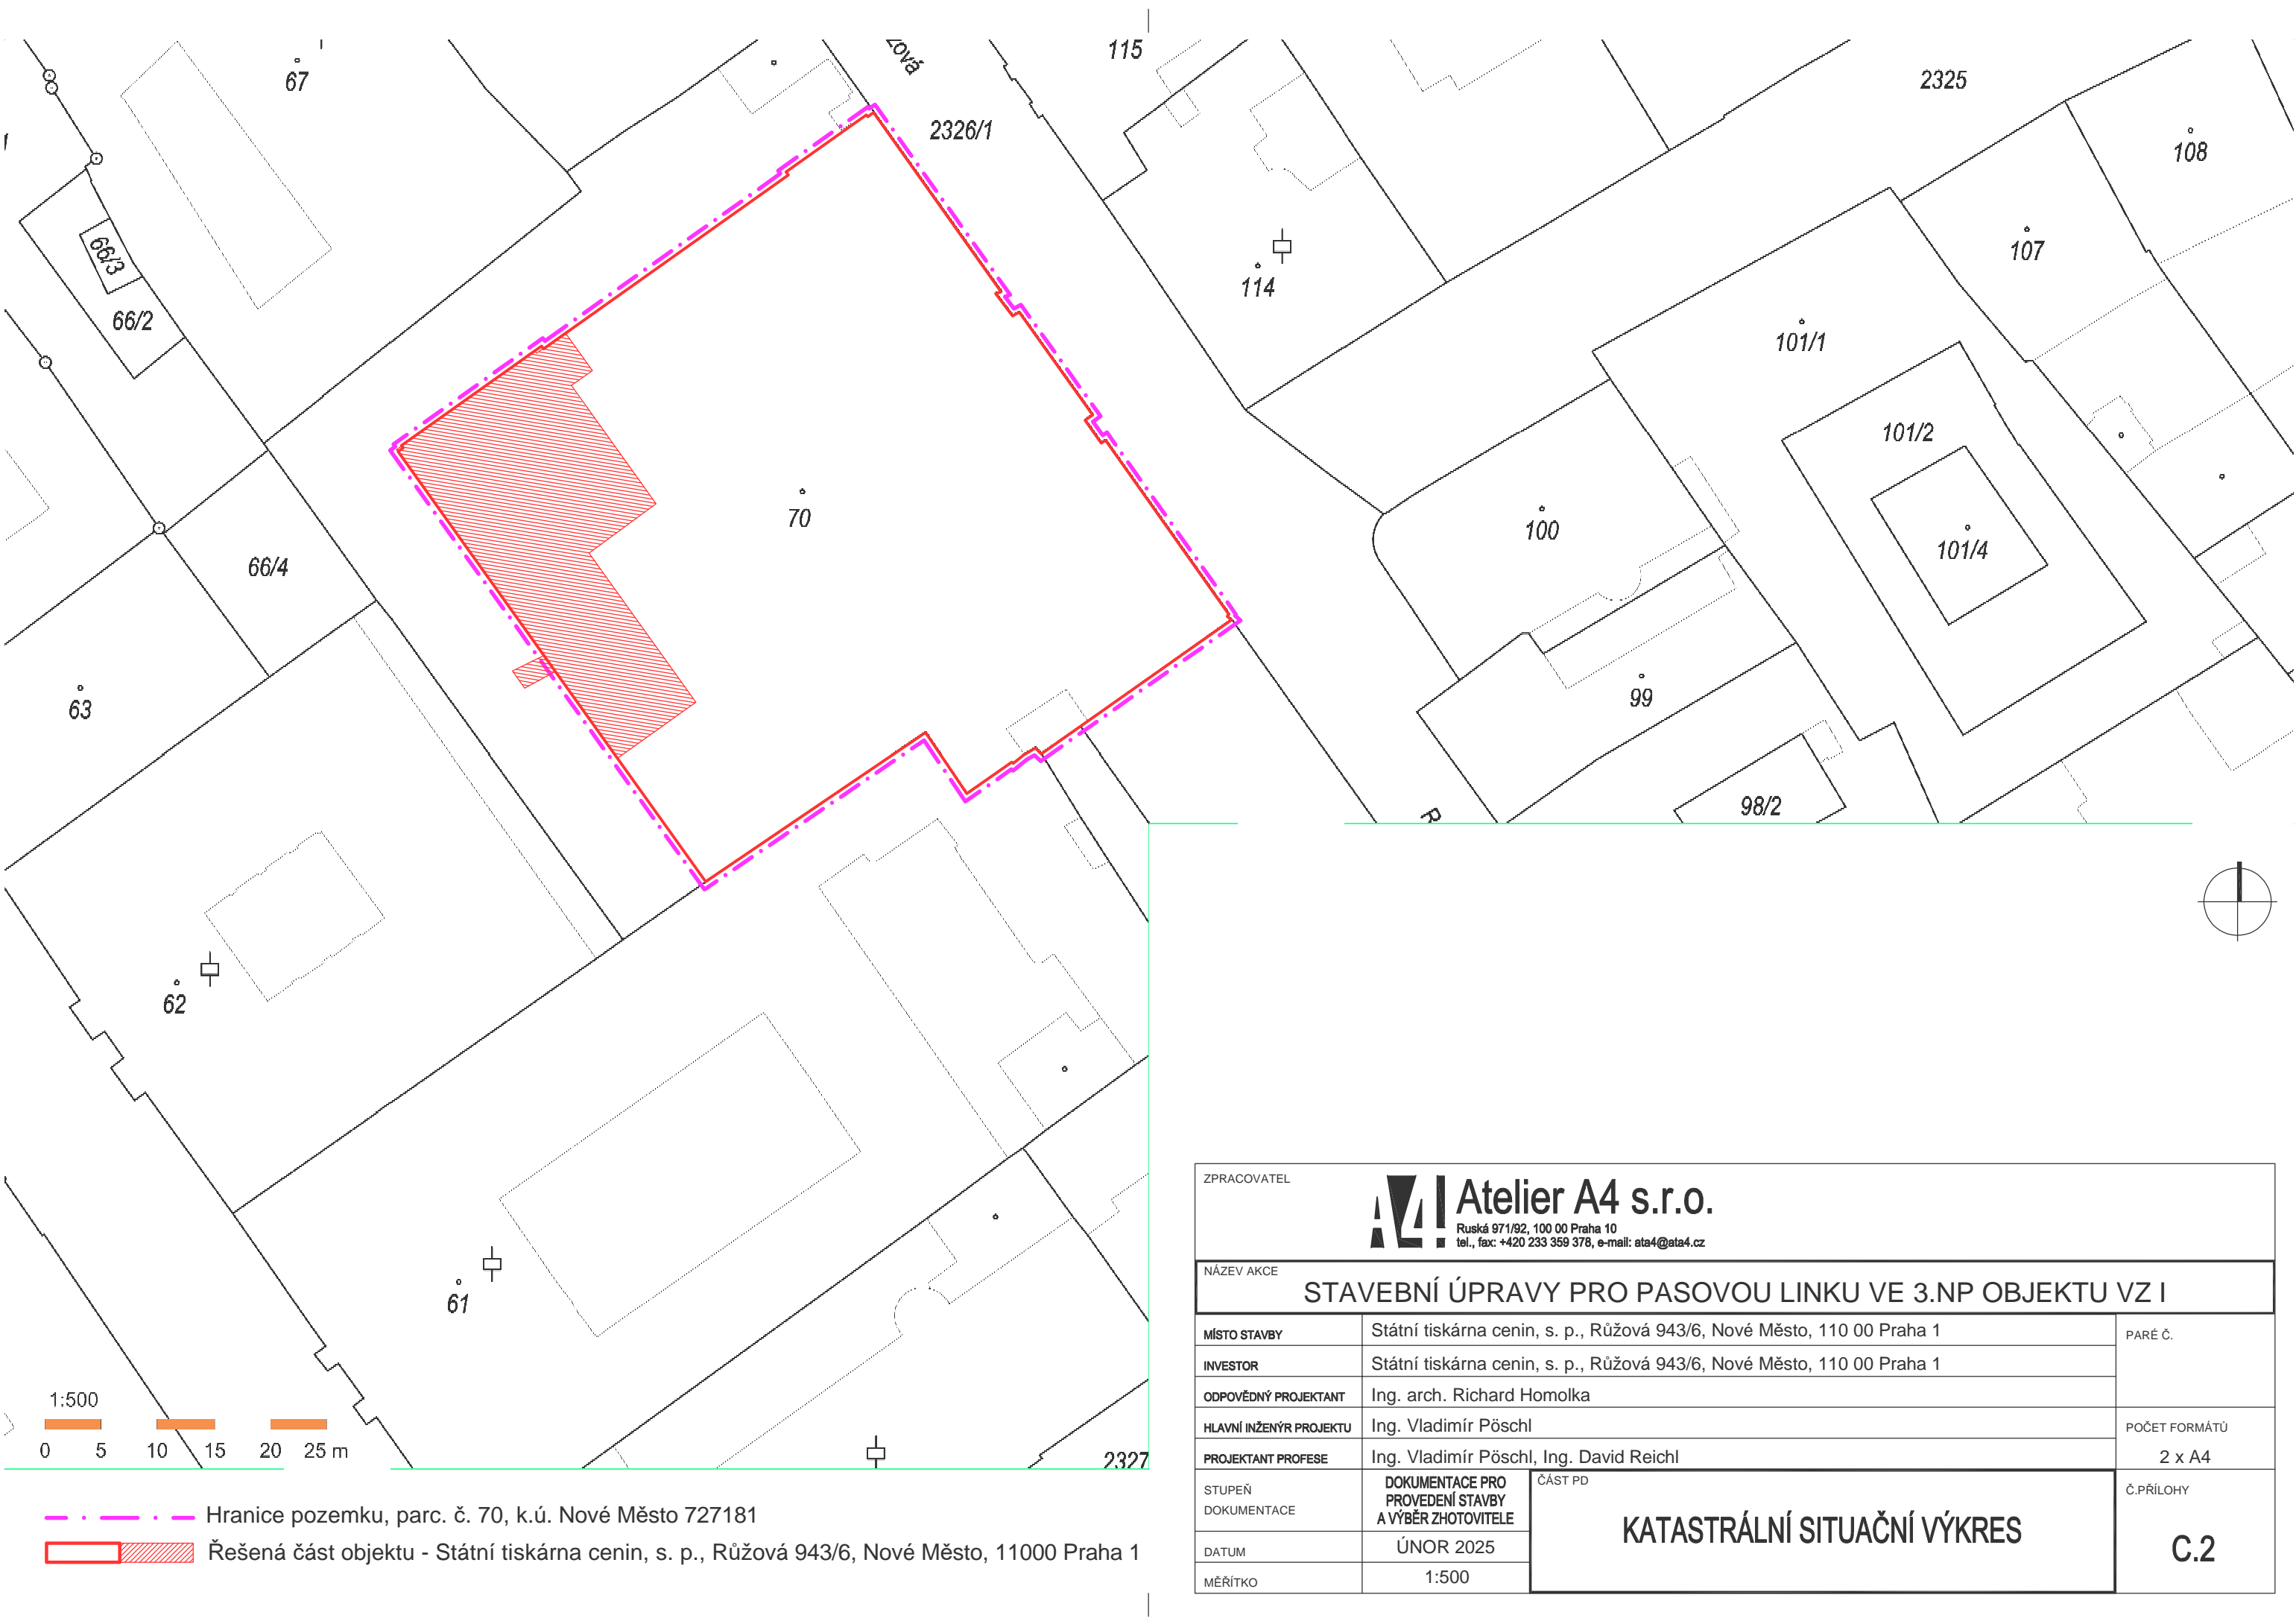 67
zová
115
2325
2326/1
108
66/3
66/2
107
114
101/1
101/2
70
100
101/4
66/4
63
99
98/2
R
62
61
2327
1:500
0 5 10 15 20 25 m
Hranice pozemku, parc. č. 70, k.ú. Nové Město 727181
Řešená část objektu - Státní tiskárna cenin, s. p., Růžová 943/6, Nové Město, 11000 Praha 1
ZPRACOVATEL
A4! Atelier A4 s.r.o.
Ruská 971/92, 100 00 Praha 10
tel., fax: +420 233 359 378, e-mail: ata4@ata4.cz
NÁZEV AKCE
STAVEBNÍ ÚPRAVY PRO PASOVOU LINKU VE 3.NP OBJEKTU VZ I
MÍSTO STAVBY Státní tiskárna cenin, s. p., Růžová 943/6, Nové Město, 110 00 Praha 1
PARÉ Č.
INVESTOR Státní tiskárna cenin, s. p., Růžová 943/6, Nové Město, 110 00 Praha 1
ODPOVĚDNÝ PROJEKTANT Ing. arch. Richard Homolka
HLAVNÍ INŽENÝR PROJEKTU Ing. Vladimír Pöschl
POČET FORMÁTŮ
2 x A4
PROJEKTANT PROFESE Ing. Vladimír Pöschl, Ing. David Reichl
STUPEŇ
DOKUMENTACE
DOKUMENTACE PRO
PROVEDENÍ STAVBY
A VÝBĚR ZHOTOVITELE
ČÁST PD
KATASTRÁLNÍ SITUAČNÍ VÝKRES
Č.PŘÍLOHY
C.2
DATUM ÚNOR 2025
MĚŘÍTKO 1:500